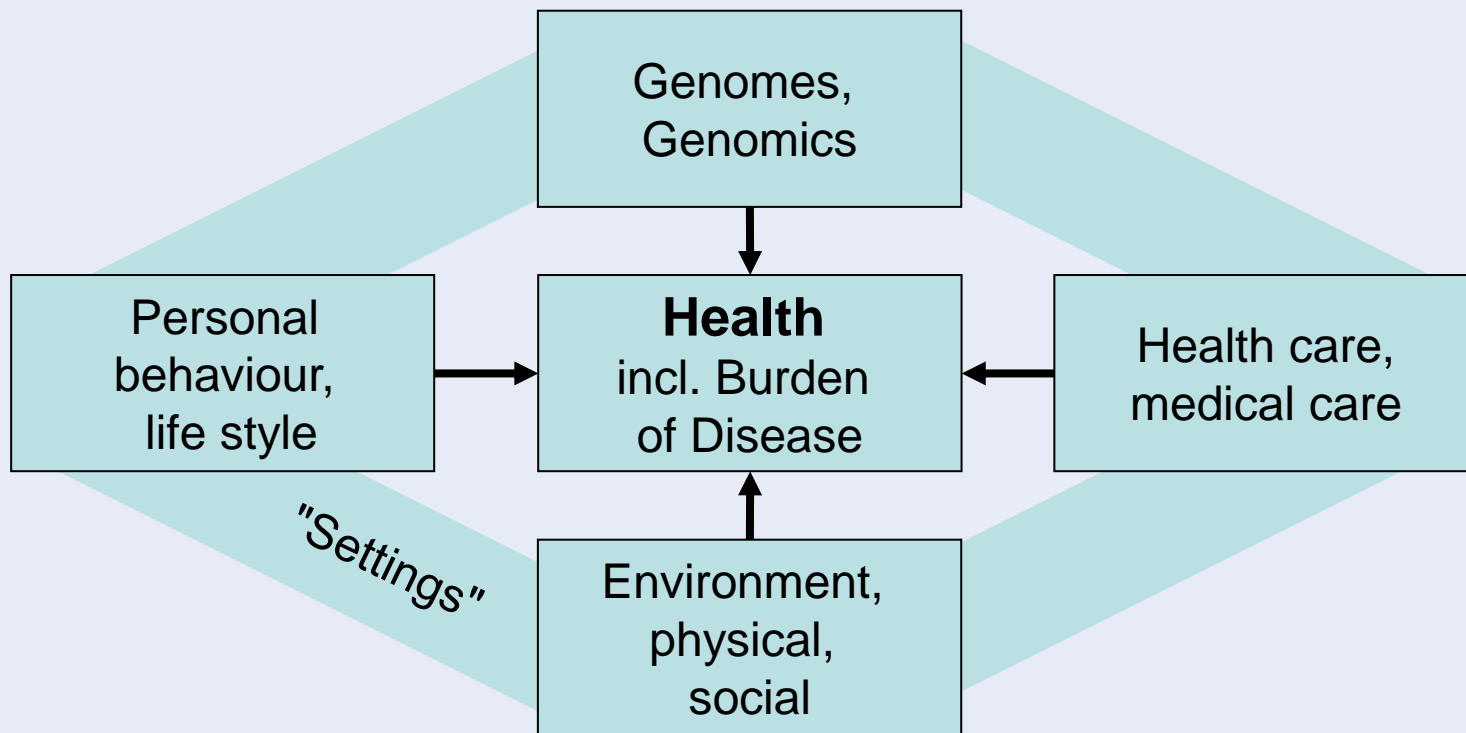 Genomes,
Genomics
Personal
behaviour,
life style
Health
incl. Burden
of Disease
Health care,
medical care
"Settings"
Environment,
physical,
social